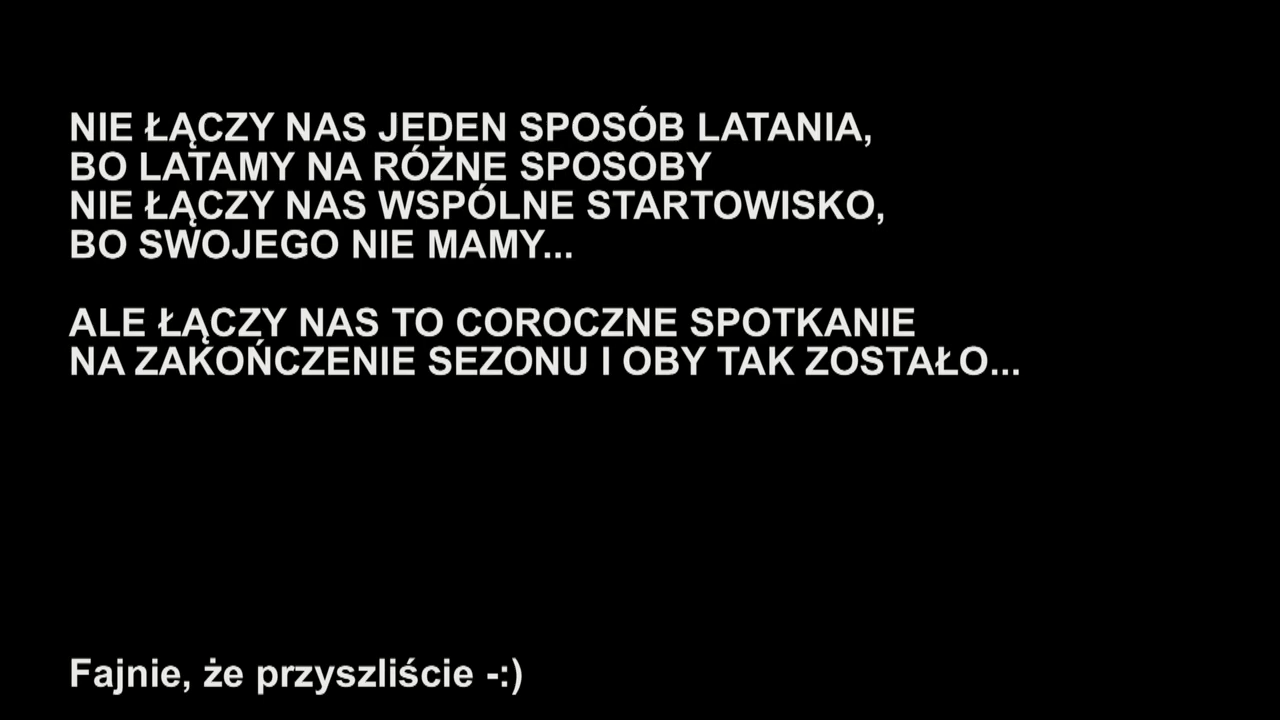 NIE ŁĄCZY NAS JEDEN SPOSÓB LATANIA,
BO LATAMY NA RÓŻNE SPOSOBY
NIE ŁĄCZY NAS WSPÓLNE STARTOWISKO,
BO SWOJEGO NIE MAMY...
ALE ŁĄCZY NAS TO COROCZNE SPOTKANIE
NA ZAKOŃCZENIE SEZONU I OBY TAK ZOSTAŁO...
Fajnie, że przyszliście -:)